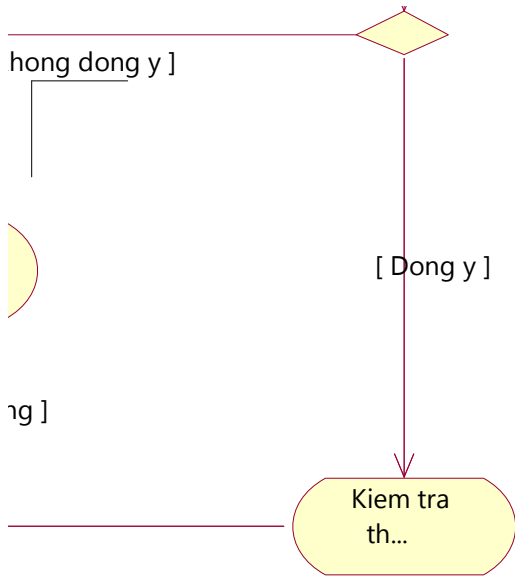 hong dong y ]
[ Dong y ]
ng ]
Kiem tra
th...